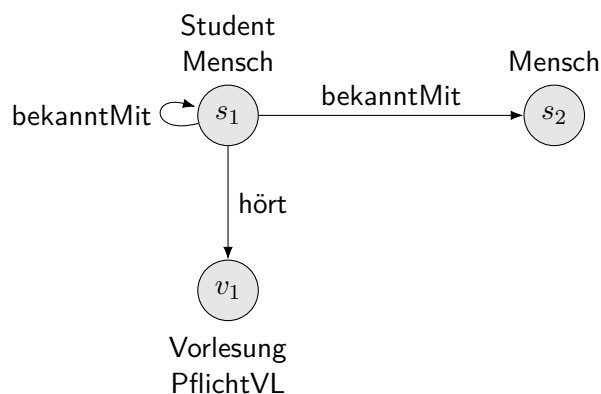 Student
Mensch
Mensch
bekanntMit
bekanntMit
s1
s2
hört
v1
Vorlesung
PflichtVL